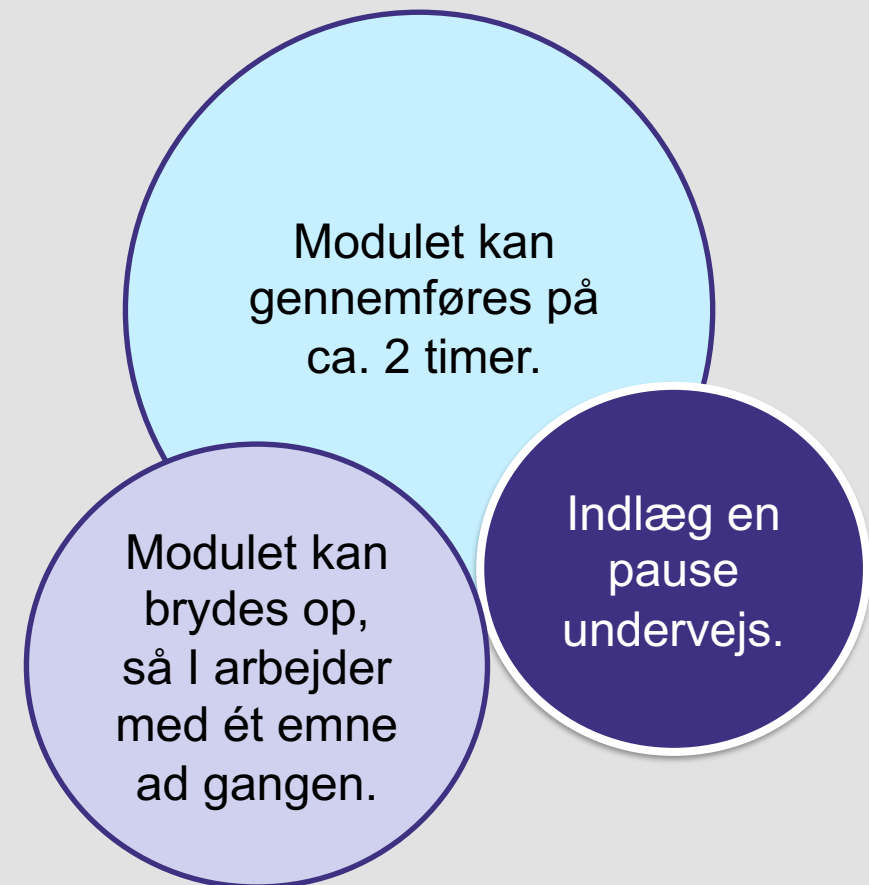 Modulet kan
gennemføres på
ca. 2 timer.
Indlæg en
pause
undervejs.
Modulet kan
brydes op,
så I arbejder
med ét emne
ad gangen.